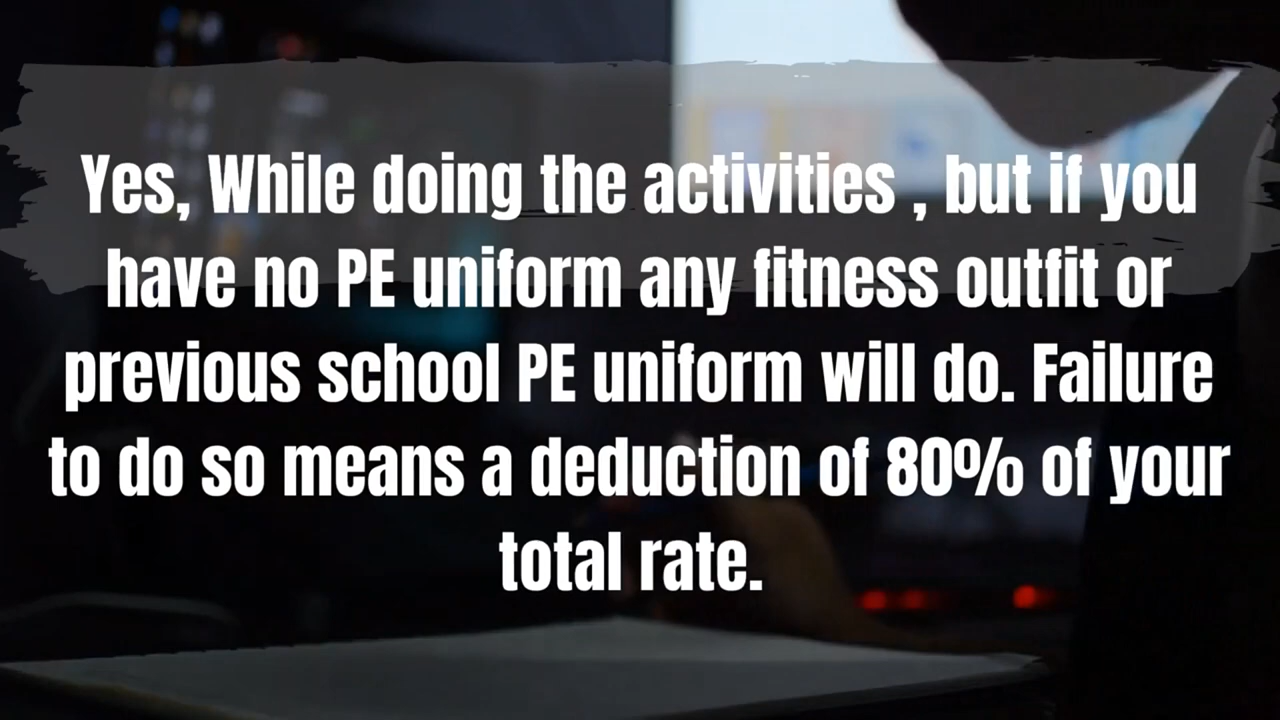 Yes, While doing the activities , but if you
have no PE uniform any fitness outfit or
previous school PE uniform will do. Failure
to do so means a deduction of 80% of your
total rate.